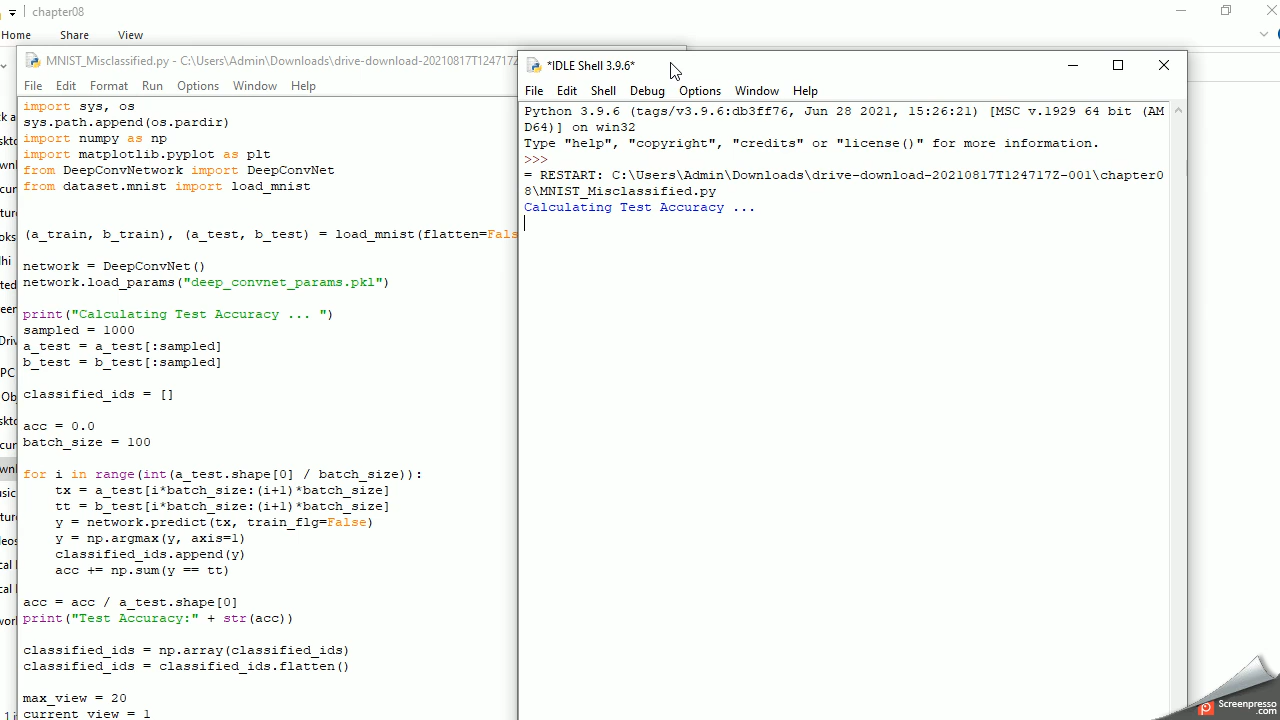 chapter08
Home Share View
MNIST_Misclassified.py - C:\Users\Admin\Downloads\drive-download-20210817T124717Z
File Edit Format Run Options Window Help
import sys, os
sys.path.append(os.pardir)
import numpy as np
import matplotlib.pyplot as plt
from DeepConvNetwork import DeepConvNet
from dataset.mnist import load_mnist
(a_train, b_train), (a_test, b_test) = load_mnist(flatten=Fals
network = DeepConvNet()
network.load_params("deep_convnet_params.pkl")
print("Calculating Test Accuracy ... ")
sampled = 1000
a_test = a_test[:sampled]
b_test = b_test[:sampled]
classified_ids = []
acc = 0.0
batch_size = 100
for i in range(int(a_test.shape[0] / batch_size)):
    tx = a_test[i*batch_size:(i+1)*batch_size]
    tt = b_test[i*batch_size:(i+1)*batch_size]
    y = network.predict(tx, train_flg=False)
    y = np.argmax(y, axis=1)
    classified_ids.append(y)
    acc += np.sum(y == tt)
acc = acc / a_test.shape[0]
print("Test Accuracy:" + str(acc))
classified_ids = np.array(classified_ids)
classified_ids = classified_ids.flatten()
max_view = 20
current_view = 1
*IDLE Shell 3.9.6*
File Edit Shell Debug Options Window Help
Python 3.9.6 (tags/v3.9.6:db3ff76, Jun 28 2021, 15:26:21) [MSC v.1929 64 bit (AM
D64)] on win32
Type "help", "copyright", "credits" or "license()" for more information.
>>>
= RESTART: C:\Users\Admin\Downloads\drive-download-20210817T124717Z-001\chapter0
8\MNIST_Misclassified.py
Calculating Test Accuracy ...
Screenpresso
.com